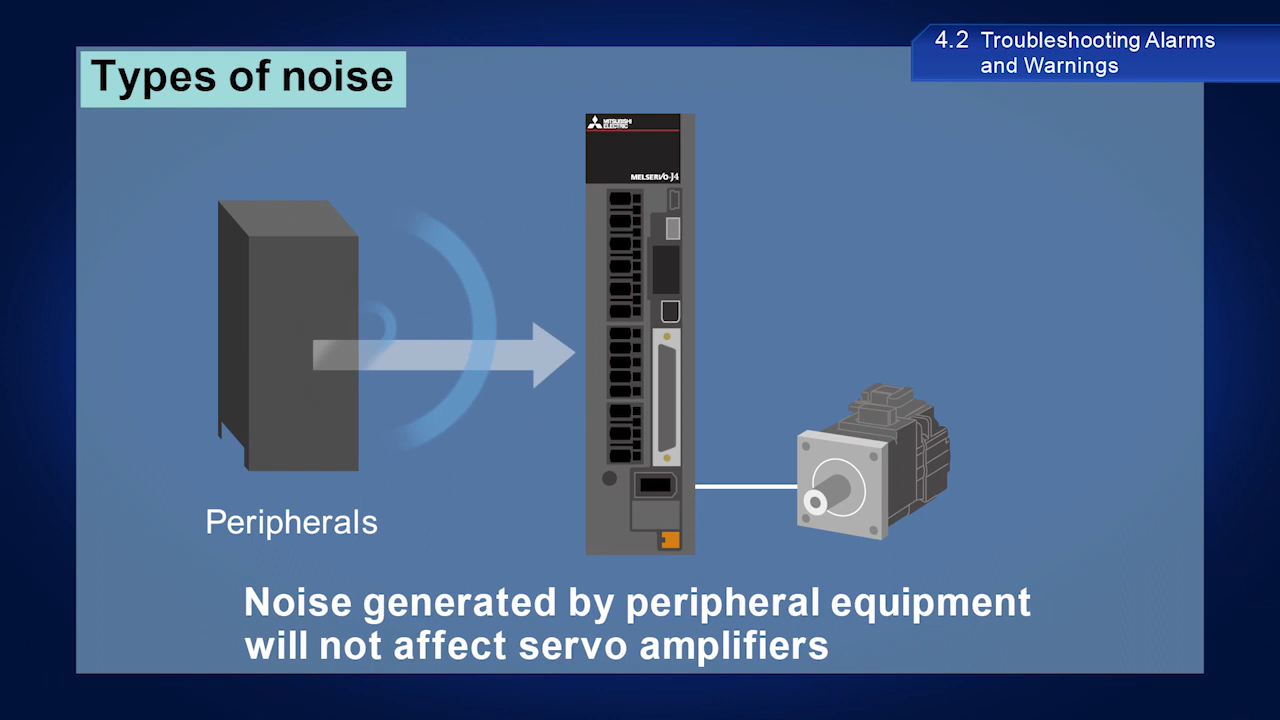 4.2 Troubleshooting Alarms
and Warnings
Types of noise
MITSUBISHI
ELECTRIC
MELSERVO-J4
Peripherals
Noise generated by peripheral equipment
will not affect servo amplifiers